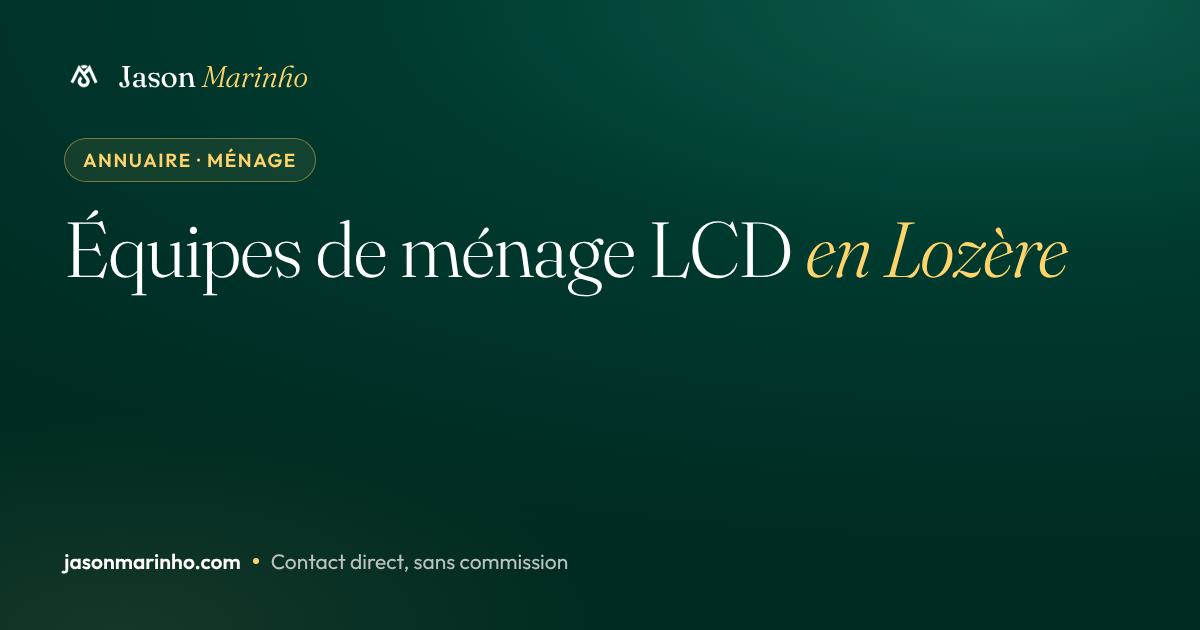 Jason Marinho
ANNUAIRE · MÉNAGE
Équipes de ménage LCD en Lozère
jasonmarinho.com • Contact direct, sans commission